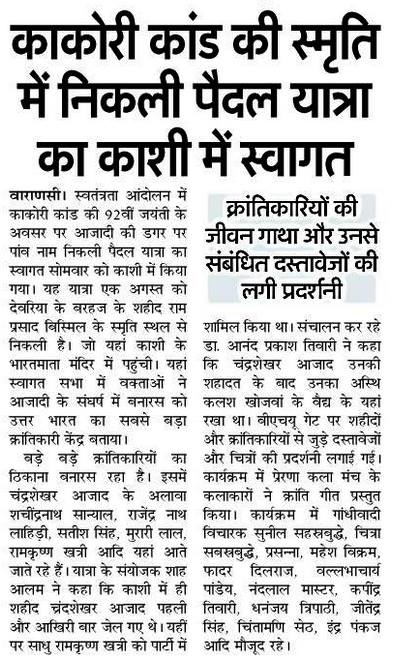 काकोरी कांड की स्मृति
में निकली पैदल यात्रा
का काशी में स्वागत
वाराणसी। स्वतंत्रता आंदोलन में
काकोरी कांड की 92वीं जयंती के
अवसर पर आजादी की डगर पर
पांव नाम निकली पैदल यात्रा का
स्वागत सोमवार को काशी में किया
गया। यह यात्रा एक अगस्त को
देवरिया के बरहज के शहीद राम
प्रसाद बिस्मिल के स्मृति स्थल से
निकली है। जो यहां काशी के
भारतमाता मंदिर में पहुंची। यहां
स्वागत सभा में वक्ताओं ने
आजादी के संघर्ष में बनारस को
उत्तर भारत का सबसे बड़ा
क्रांतिकारी केंद्र बताया।
बड़े बड़े क्रांतिकारियों का
ठिकाना बनारस रहा है। इसमें
चंद्रशेखर आजाद के अलावा
शचींद्रनाथ सान्याल, राजेंद्र नाथ
लाहिड़ी, सतीश सिंह, मुरारी लाल,
रामकृष्ण खत्री आदि यहां आते
जाते रहे हैं। यात्रा के संयोजक शाह
आलम ने कहा कि काशी में ही
शहीद च्रंदशेखर आजाद पहली
और आखिरी बार जेल गए थे। यहीं
पर साधु रामकृष्ण खत्री को पार्टी में
क्रांतिकारियों की
जीवन गाथा और उनसे
संबंधित दस्तावेजों की
लगी प्रदर्शनी
शामिल किया था। संचालन कर रहे
डा. आनंद प्रकाश तिवारी ने कहा
कि चंद्रशेखर आजाद उनकी
शहादत के बाद उनका अस्थि
कलश खोजवां के वैद्य के यहां
रखा था। बीएचयू गेट पर शहीदों
और क्रांतिकारियों से जुड़े दस्तावेजों
और चित्रों की प्रदर्शनी लगाई गई।
कार्यक्रम में प्रेरणा कला मंच के
कलाकारों ने क्रांति गीत प्रस्तुत
किया। कार्यक्रम में गांधीवादी
विचारक सुनील सहस्त्रबुद्धे, चित्रा
सबस्त्रबुद्धे, प्रसन्ना, महेश विक्रम,
फादर दिलराज, वल्लभाचार्य
पांडेय, नंदलाल मास्टर, कपींद्र
तिवारी, धनंजय त्रिपाठी, जीतेंद्र
सिंह, चिंतामणि सेठ, इंद्र पंकज
आदि मौजूद रहे।